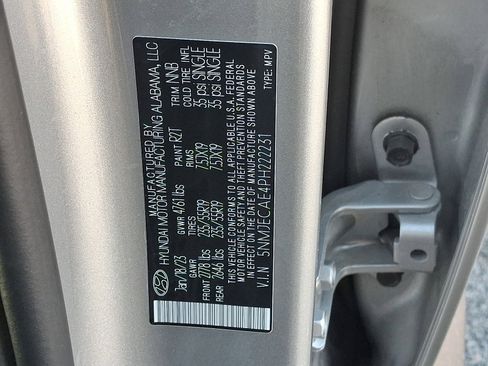 MANUFACTURED BY
HYUNDAI MOTOR MANUFACTURING ALABAMA, LLC
Jan/18/23 GVWR 4761 lbs PAINT R2T TRIM NNB
GAWR TIRES RIMS COLD TIRE INFL
FRONT 2778 lbs 235/55R19 7.5JX19 35 psi SINGLE
REAR 2646 lbs 235/55R19 7.5JX19 35 psi SINGLE
THIS VEHICLE CONFORMS TO ALL APPLICABLE U.S.A. FEDERAL
MOTOR VEHICLE SAFETY AND THEFT PREVENTION STANDARDS
IN EFFECT ON THE DATE OF MANUFACTURE SHOWN ABOVE.
V.I.N 5NMJECAE4PH222231 TYPE: MPV